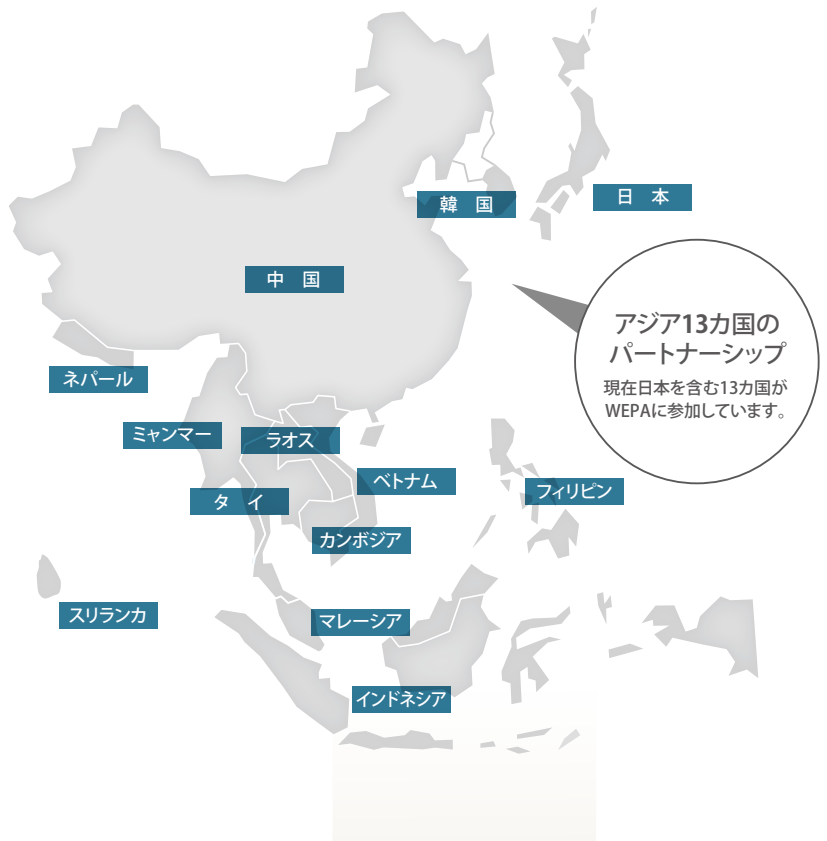 韓　国
日　本
中　国
アジア13カ国の
パートナーシップ
現在日本を含む13カ国が
WEPAに参加しています。
ネパール
ミャンマー
ラオス
ベトナム
タ　イ
フィリピン
カンボジア
スリランカ
マレーシア
インドネシア